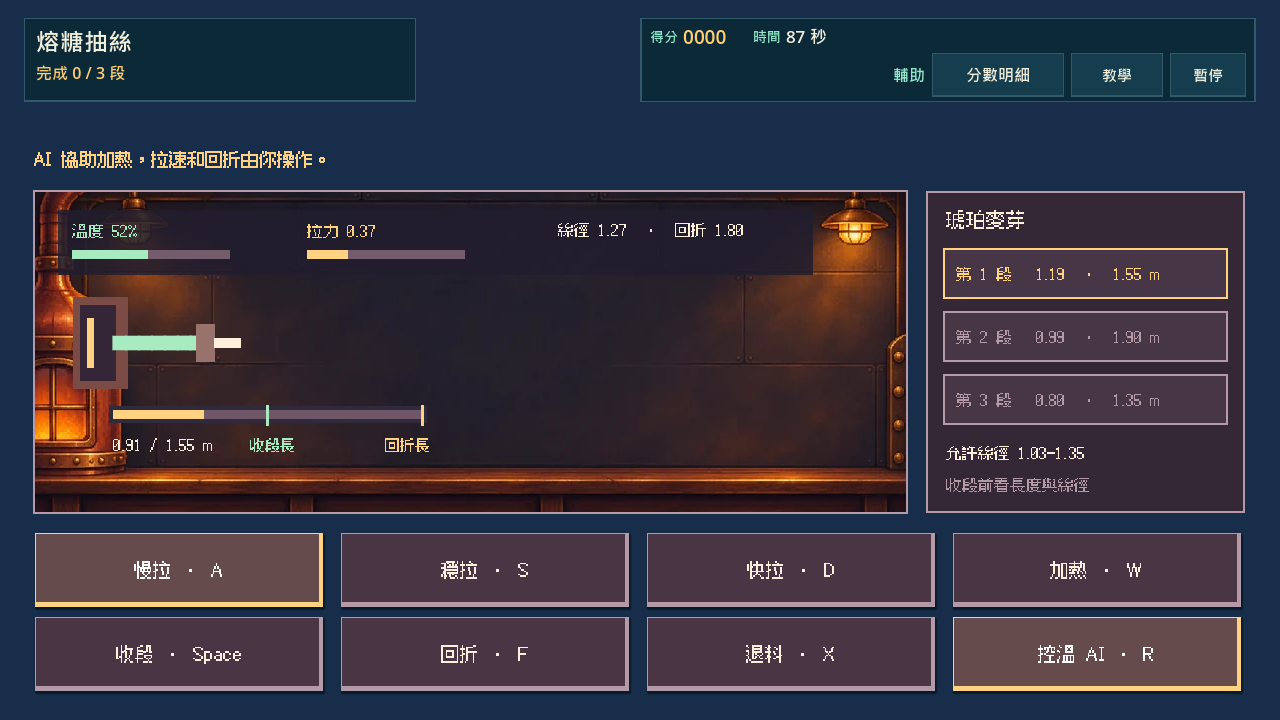 熔糖抽絲
完成 0 / 3 段
得分 0000 時間 87 秒
輔助 分數明細 教學 暫停
AI 協助加熱，拉速和回折由你操作。
溫度 52% 拉力 0.37 線徑 1.27 · 回折 1.80
0.91 / 1.55 m 收段長 回折長
琥珀麥芽
第 1 段 1.19 · 1.55 m
第 2 段 0.99 · 1.90 m
第 3 段 0.80 · 1.35 m
允許線徑 1.03-1.35
收段前看長度與線徑
慢拉 · A 穩拉 · S 快拉 · D 加熱 · W
收段 · Space 回折 · F 退料 · X 控溫 AI · R